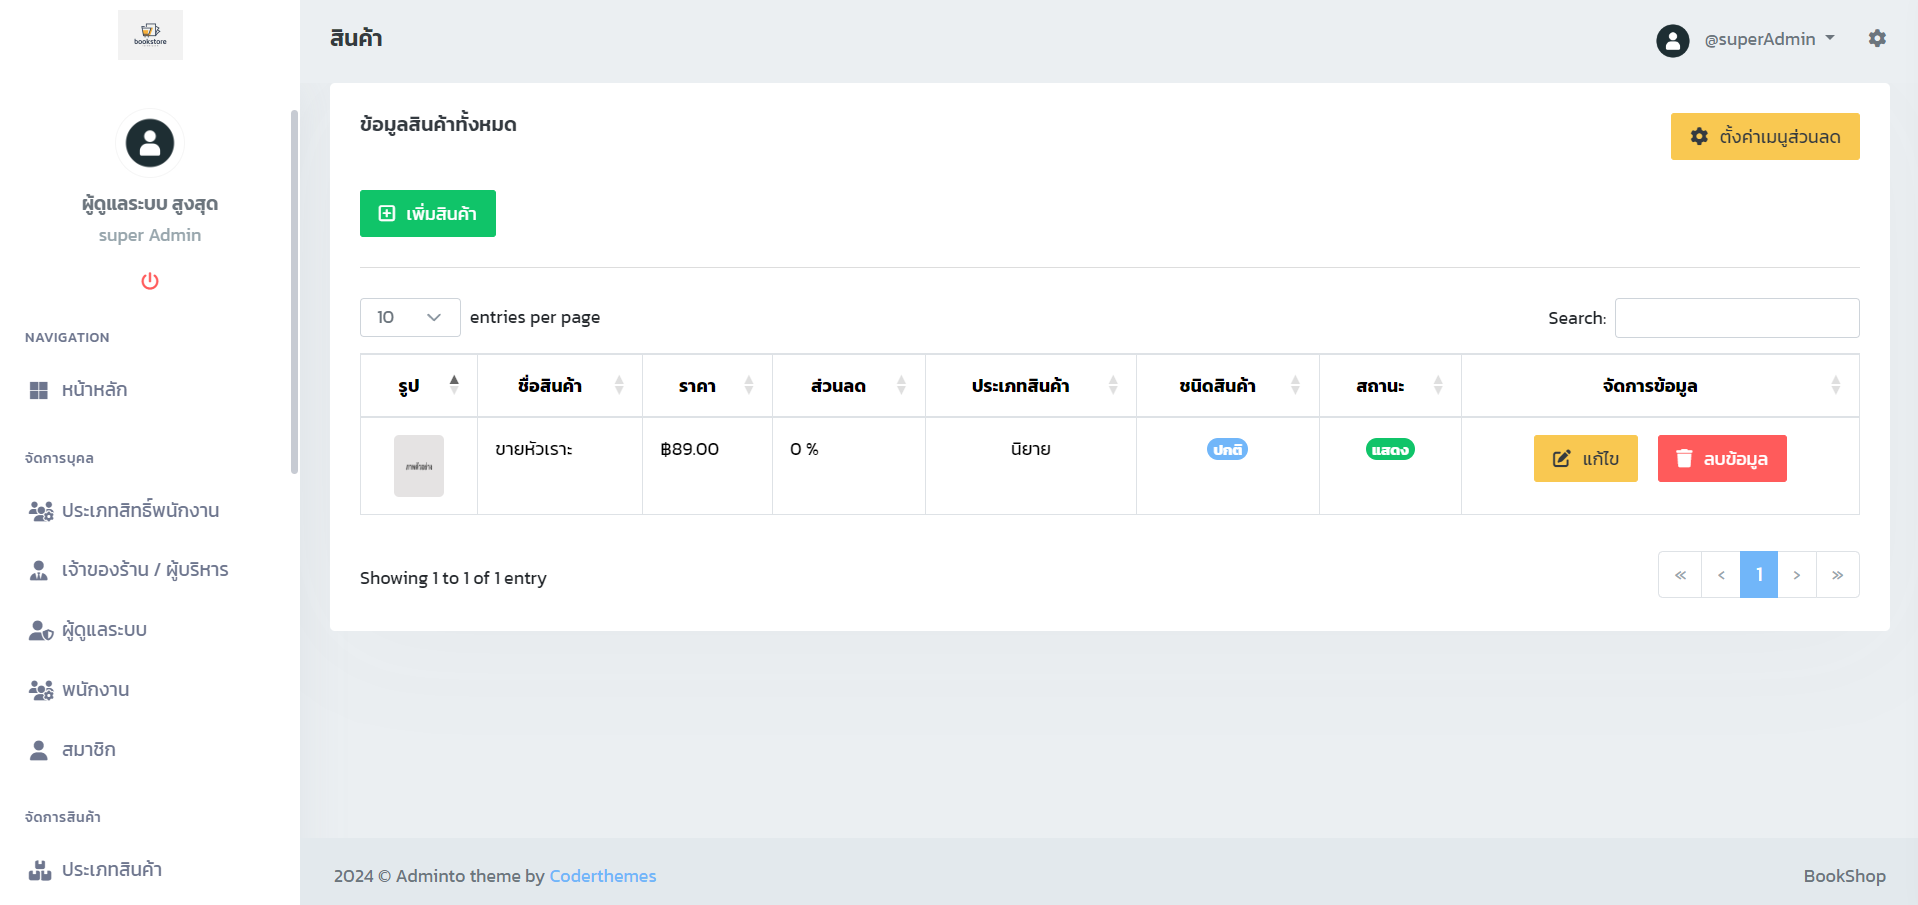 bookstore
ผู้ดูแลระบบ สูงสุด
super Admin
NAVIGATION
หน้าหลัก
จัดการบุคล
ประเภทสิทธิ์พนักงาน
เจ้าของร้าน / ผู้บริหาร
ผู้ดูแลระบบ
พนักงาน
สมาชิก
จัดการสินค้า
ประเภทสินค้า
สินค้า
@superAdmin
ข้อมูลสินค้าทั้งหมด
ตั้งค่าเมนูส่วนลด
เพิ่มสินค้า
10 entries per page
Search:
รูป ชื่อสินค้า ราคา ส่วนลด ประเภทสินค้า ชนิดสินค้า สถานะ จัดการข้อมูล
ภาพตัวอย่าง ขายหัวเราะ ฿89.00 0 % นิยาย ปกติ แสดง แก้ไข ลบข้อมูล
Showing 1 to 1 of 1 entry
« ‹ 1 › »
2024 © Adminto theme by Coderthemes
BookShop